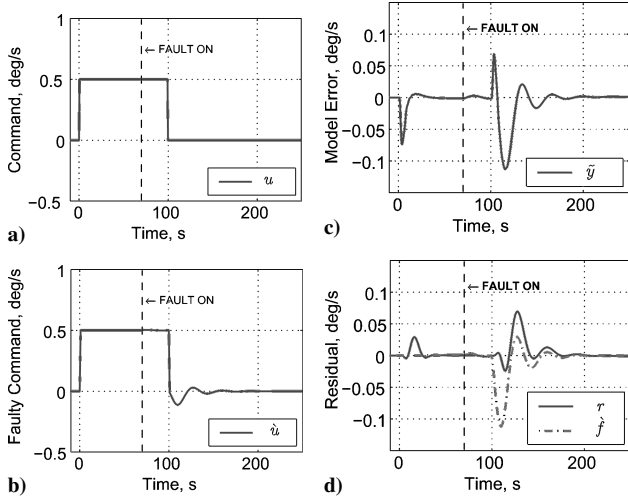 1
0.5
0
−0.5
Command, deg/s
← FAULT ON
u
0 100 200
Time, s
a)
0.1
0.05
0
−0.05
−0.1
Model Error, deg/s
← FAULT ON
ỹ
0 100 200
Time, s
c)
1
0.5
0
−0.5
Faulty Command, deg/s
← FAULT ON
ù
0 100 200
Time, s
b)
0.1
0.05
0
−0.05
−0.1
Residual, deg/s
← FAULT ON
r
f̀
0 100 200
Time, s
d)